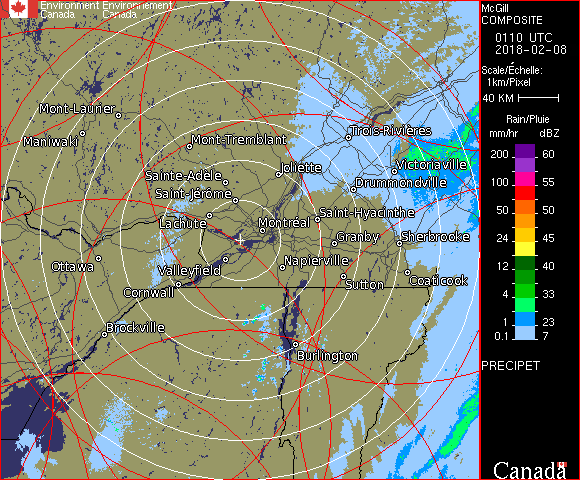 Environment Environnement
Canada Canada
McGill
COMPOSITE
0110 UTC
2018-02-08
Scale/Échelle:
1km/Pixel
40 KM
Rain/Pluie
mm/hr dBZ
200 60
100 55
50 50
24 45
12 40
4 33
1 23
0.1 7
PRECIPET
Canada
Mont-Laurier
Maniwaki
Mont-Tremblant
Trois-Rivières
Joliette
Victoriaville
Sainte-Adèle
Drummondville
Saint-Jérôme
Lachute
Saint-Hyacinthe
Montréal
Granby
Sherbrooke
Ottawa
Valleyfield
Napierville
Cornwall
Sutton
Coaticook
Brockville
Burlington